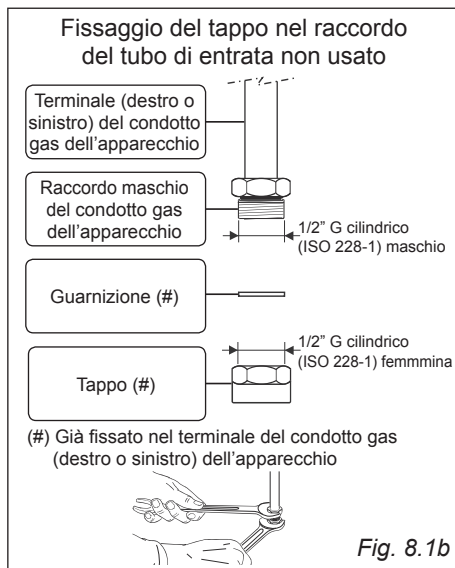 Fissaggio del tappo nel raccordo
del tubo di entrata non usato
Terminale (destro o
sinistro) del condotto
gas dell'apparecchio
Raccordo maschio
del condotto gas
dell'apparecchio
1/2” G cilindrico
(ISO 228-1) maschio
Guarnizione (#)
1/2” G cilindrico
(ISO 228-1) femmmina
Tappo (#)
(#) Già fissato nel terminale del condotto gas
(destro o sinistro) dell'apparecchio
Fig. 8.1b